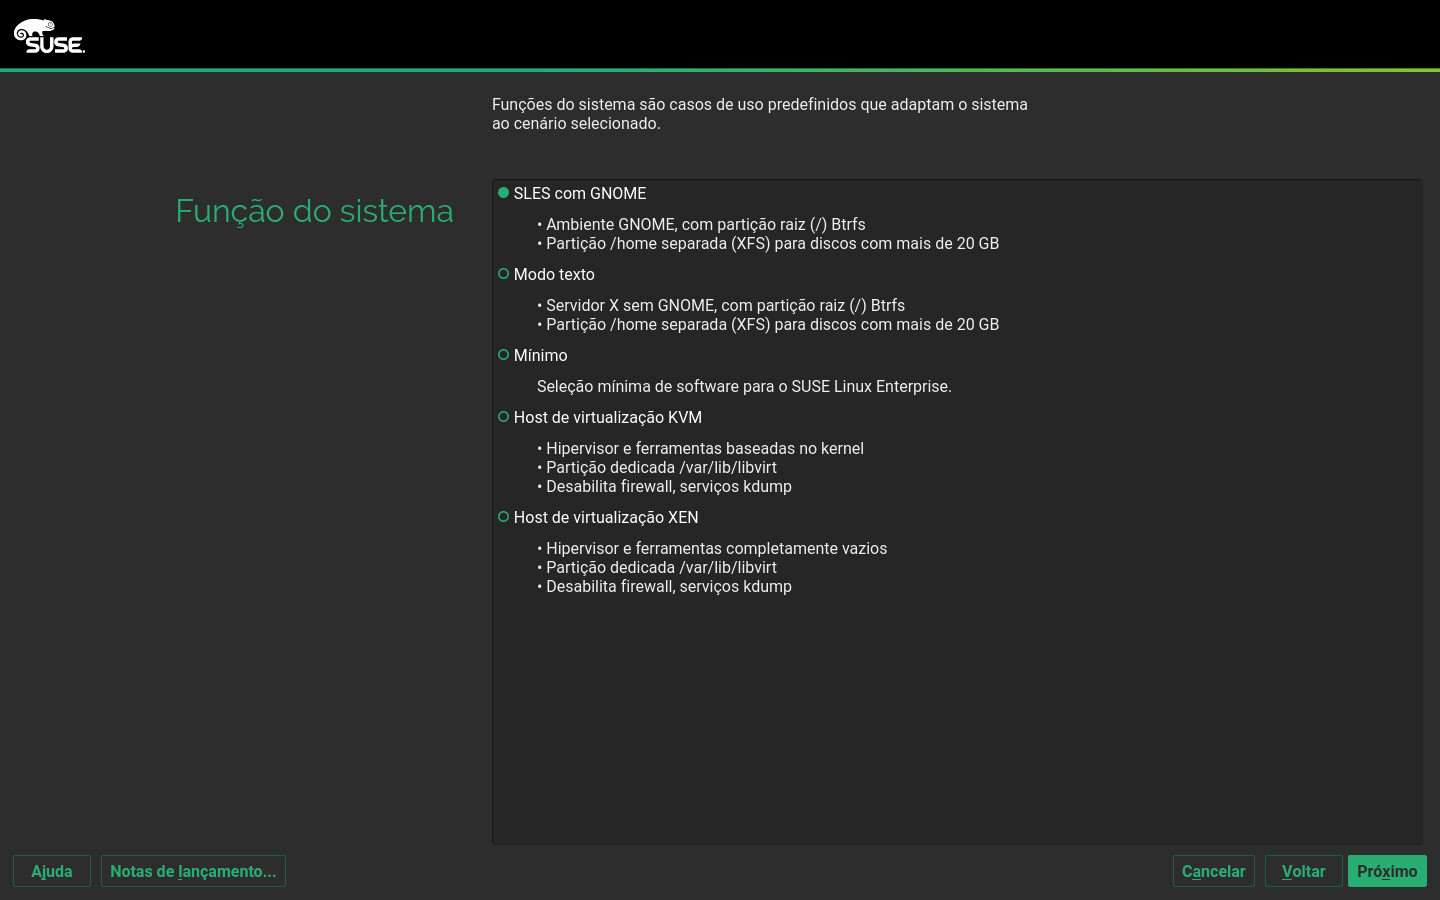 SUSE.
Funções do sistema são casos de uso predefinidos que adaptam o sistema
ao cenário selecionado.
Função do sistema
SLES com GNOME
• Ambiente GNOME, com partição raiz (/) Btrfs
• Partição /home separada (XFS) para discos com mais de 20 GB
Modo texto
• Servidor X sem GNOME, com partição raiz (/) Btrfs
• Partição /home separada (XFS) para discos com mais de 20 GB
Mínimo
Seleção mínima de software para o SUSE Linux Enterprise.
Host de virtualização KVM
• Hipervisor e ferramentas baseadas no kernel
• Partição dedicada /var/lib/libvirt
• Desabilita firewall, serviços kdump
Host de virtualização XEN
• Hipervisor e ferramentas completamente vazios
• Partição dedicada /var/lib/libvirt
• Desabilita firewall, serviços kdump
Ajuda
Notas de lançamento...
Cancelar
Voltar
Próximo